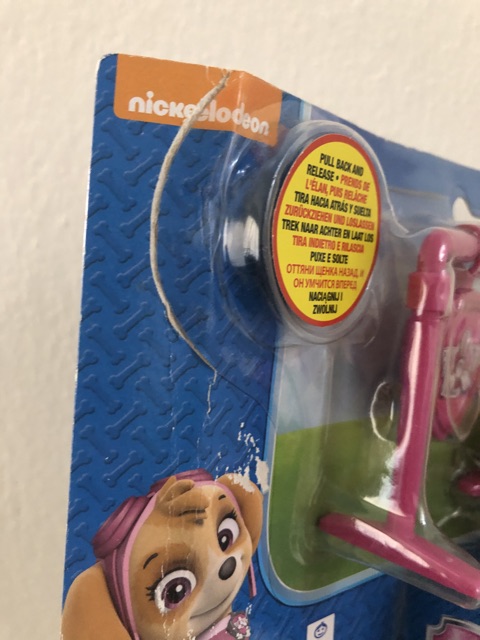 nickelodeon
PULL BACK AND
RELEASE • PRENDS DE
L'ÉLAN, PUIS RELÂCHE
TIRA HACIA ATRÁS Y SUELTA
ZURÜCKZIEHEN UND LOSLASSEN
TREK NAAR ACHTER EN LAAT LOS
TIRA INDIETRO E RILASCIA
PUXE E SOLTE
ОТТЯНИ ЩЕНКА НАЗАД, И
ОН УМЧИТСЯ ВПЕРЕД
NACIĄGNIJ I
ZWOLNIJ